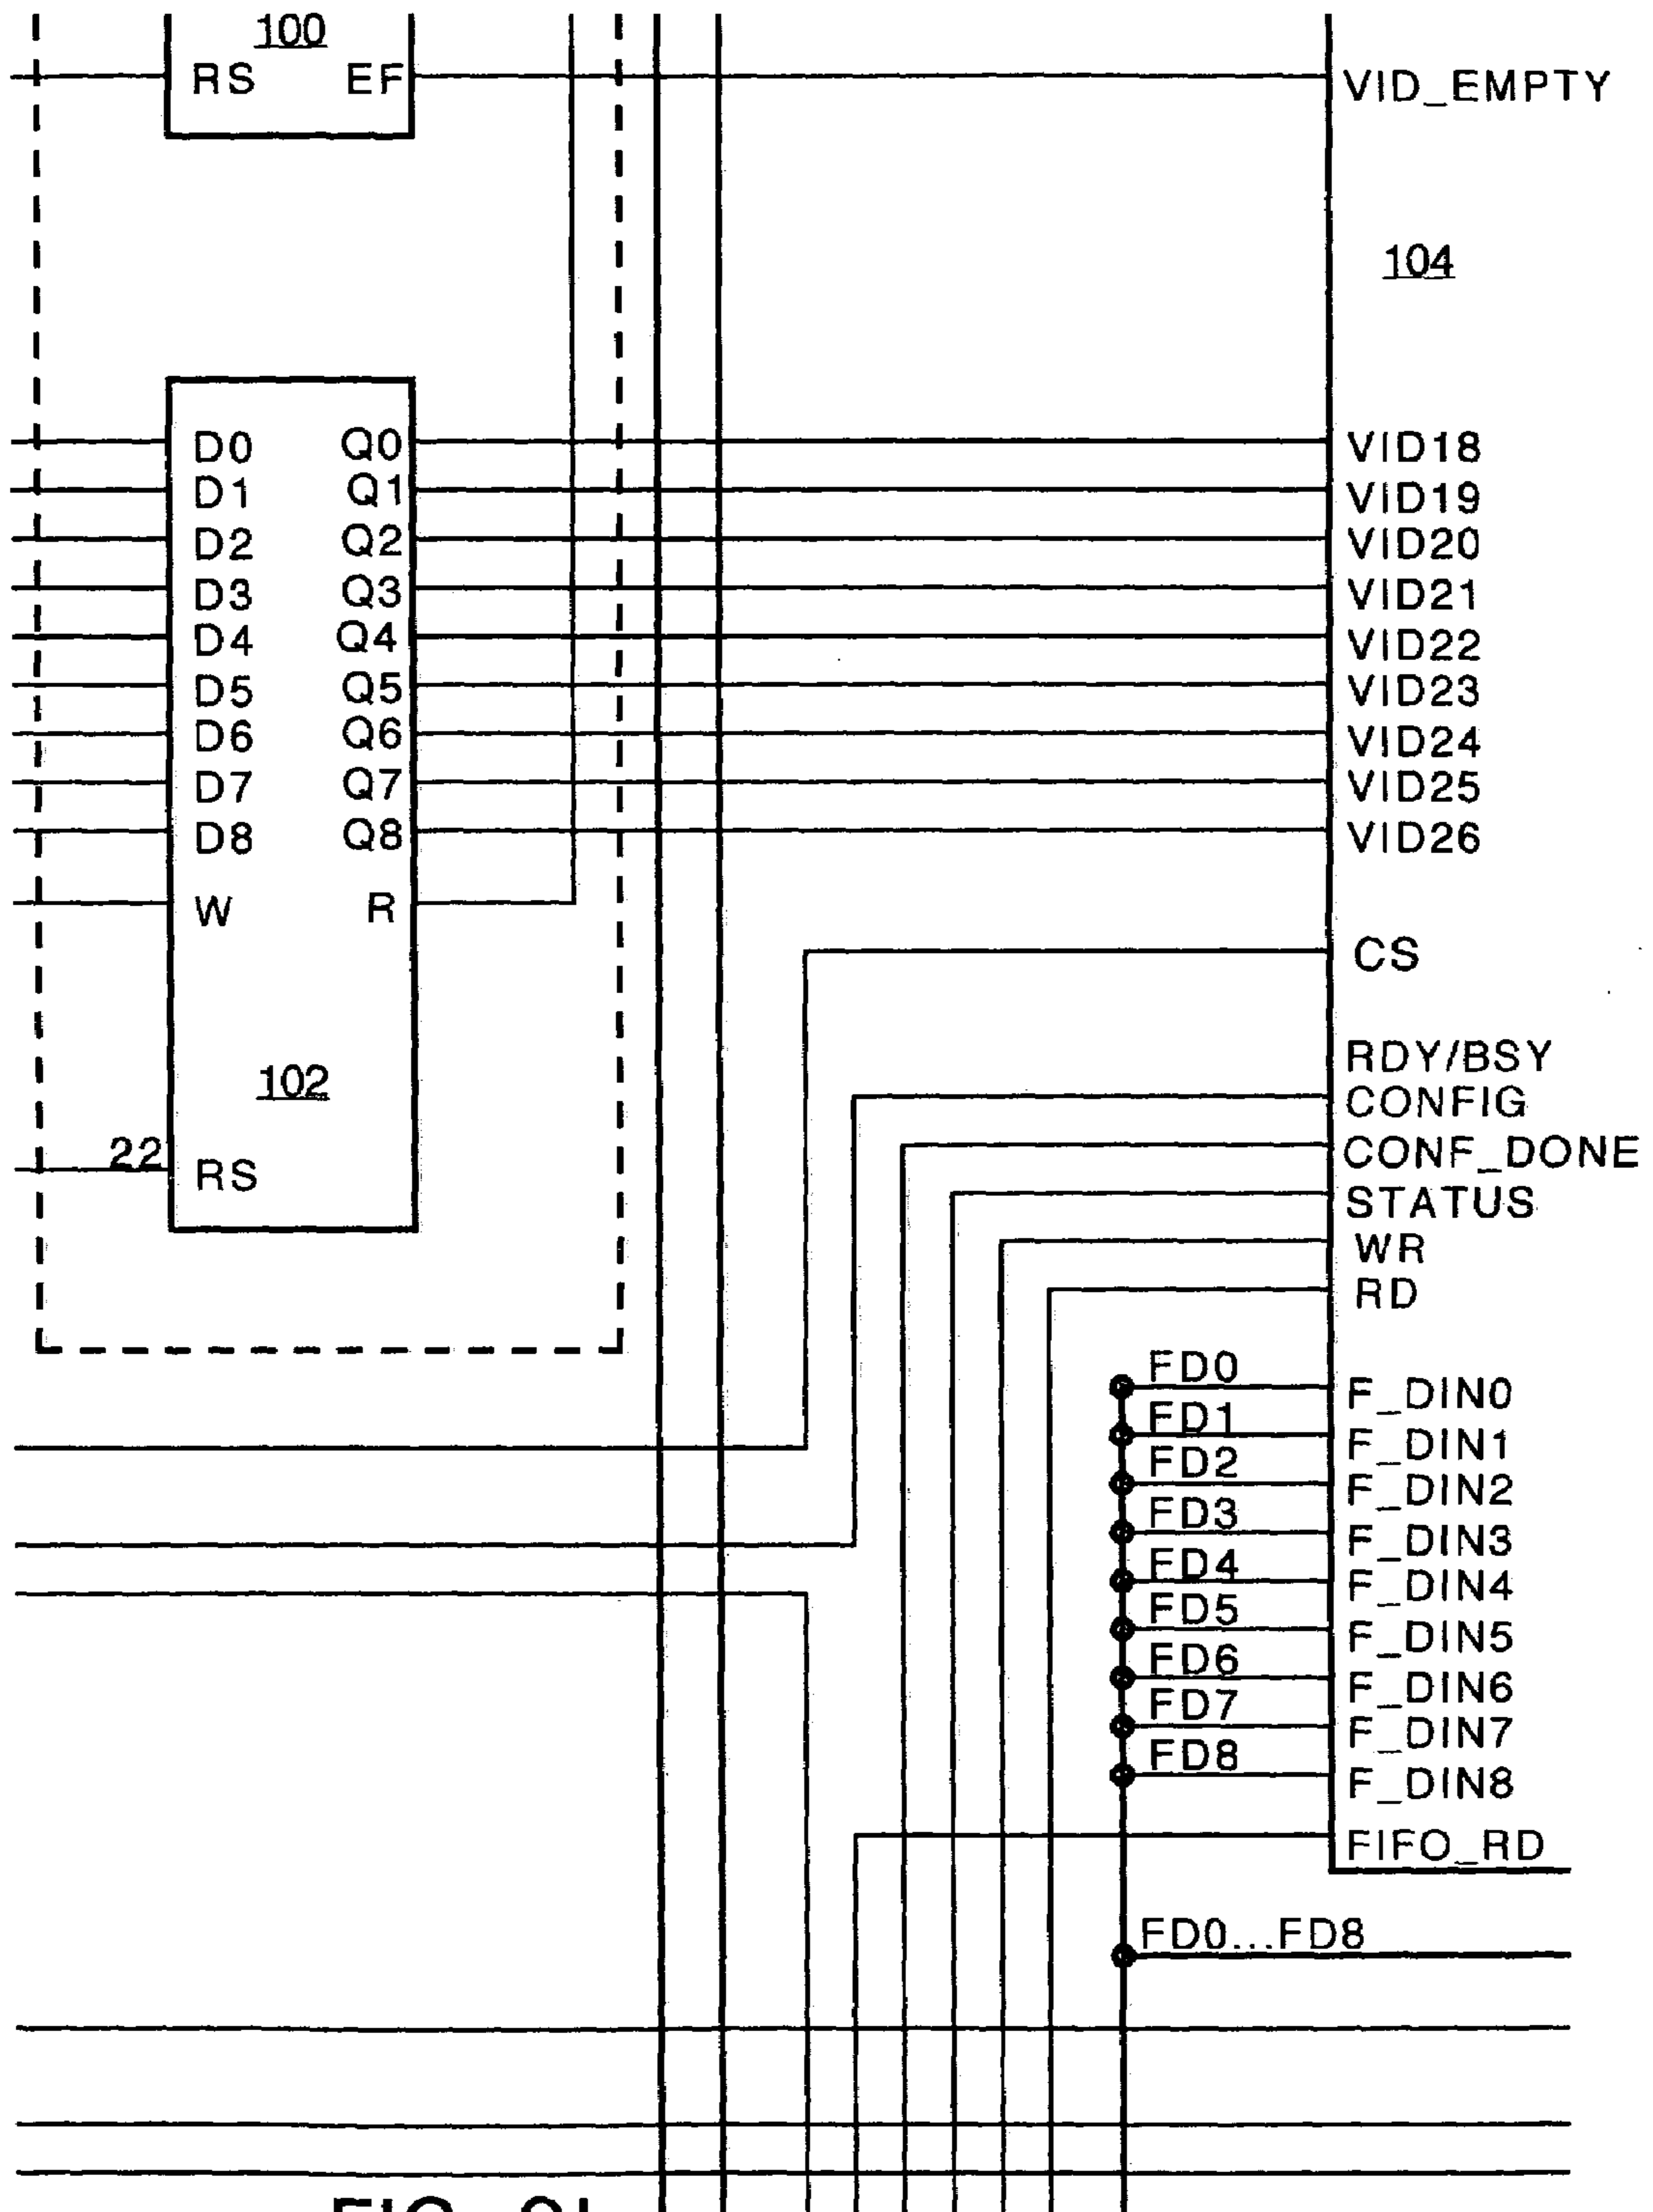 100
RS EF VID_EMPTY
104
D0 Q0 VID18
D1 Q1 VID19
D2 Q2 VID20
D3 Q3 VID21
D4 Q4 VID22
D5 Q5 VID23
D6 Q6 VID24
D7 Q7 VID25
D8 Q8 VID26
W R
CS
RDY/BSY
102
CONFIG
CONF_DONE
22
RS
STATUS
WR
RD
FD0 F_DIN0
FD1 F_DIN1
FD2 F_DIN2
FD3 F_DIN3
FD4 F_DIN4
FD5 F_DIN5
FD6 F_DIN6
FD7 F_DIN7
FD8 F_DIN8
FIFO_RD
FD0...FD8